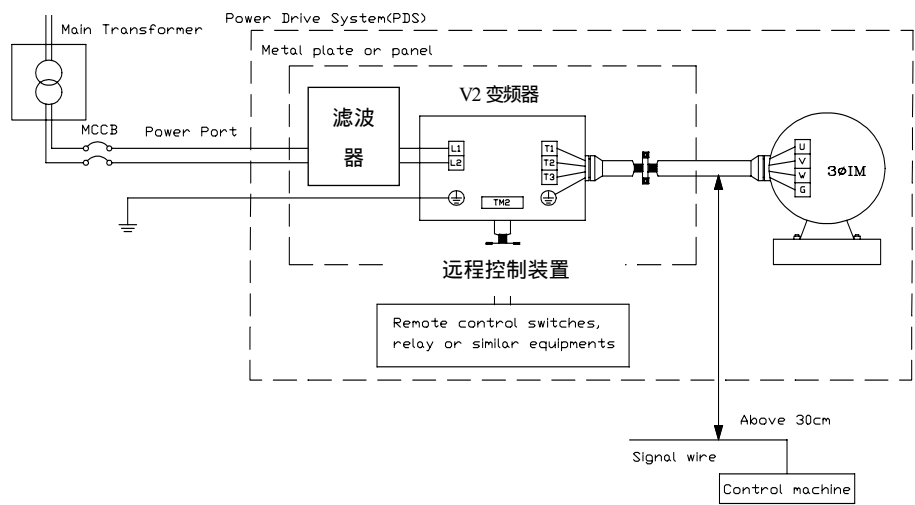 Power Drive System(PDS)
Main Transformer
Metal plate or panel
V2 变频器
滤波
器
MCCB
Power Port
L1
L2
T1
T2
T3
TM2
U
V
W
G
3øIM
远程控制装置
Remote control switches,
relay or similar equipments
Above 30cm
Signal wire
Control machine